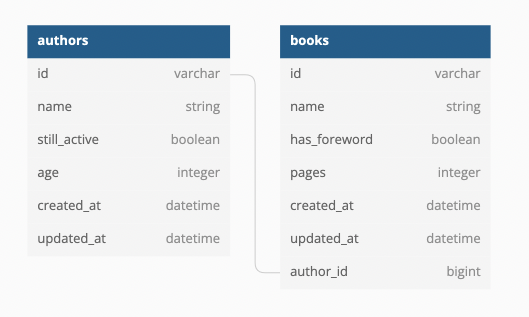 authors
id varchar
name string
still_active boolean
age integer
created_at datetime
updated_at datetime
books
id varchar
name string
has_foreword boolean
pages integer
created_at datetime
updated_at datetime
author_id bigint